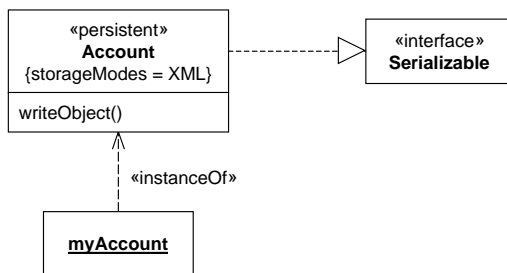 «persistent»
Account
{storageModes = XML}
writeObject()
«interface»
Serializable
«instanceOf»
myAccount